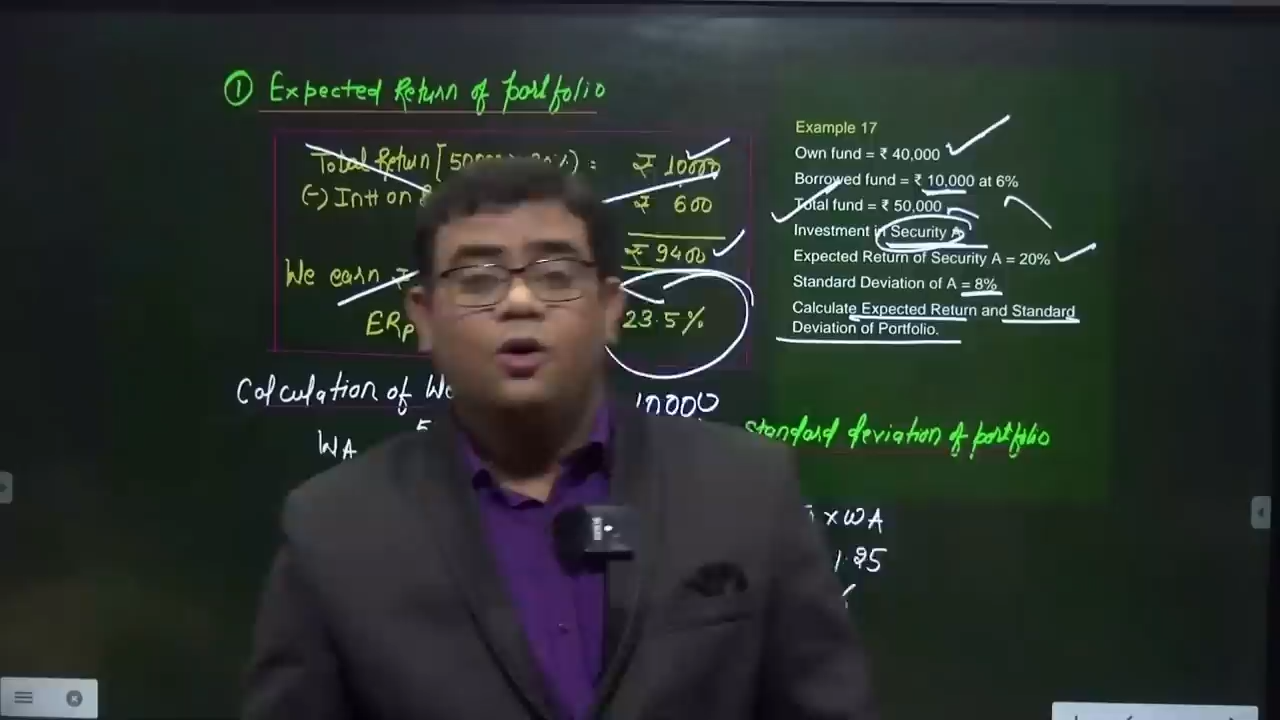 ① Expected Return of portfolio
Total Return [50000 × 20%) = ₹ 10000
(-) Intt on ₹ 600
₹ 9400
We earn ₹
ERp 23.5%
Calculation of 10000
WA
Example 17
Own fund = ₹ 40,000
Borrowed fund = ₹ 10,000 at 6%
Total fund = ₹ 50,000
Investment in Security A
Expected Return of Security A = 20%
Standard Deviation of A = 8%
Calculate Expected Return and Standard
Deviation of Portfolio.
Standard deviation of portfolio
× WA
1.25